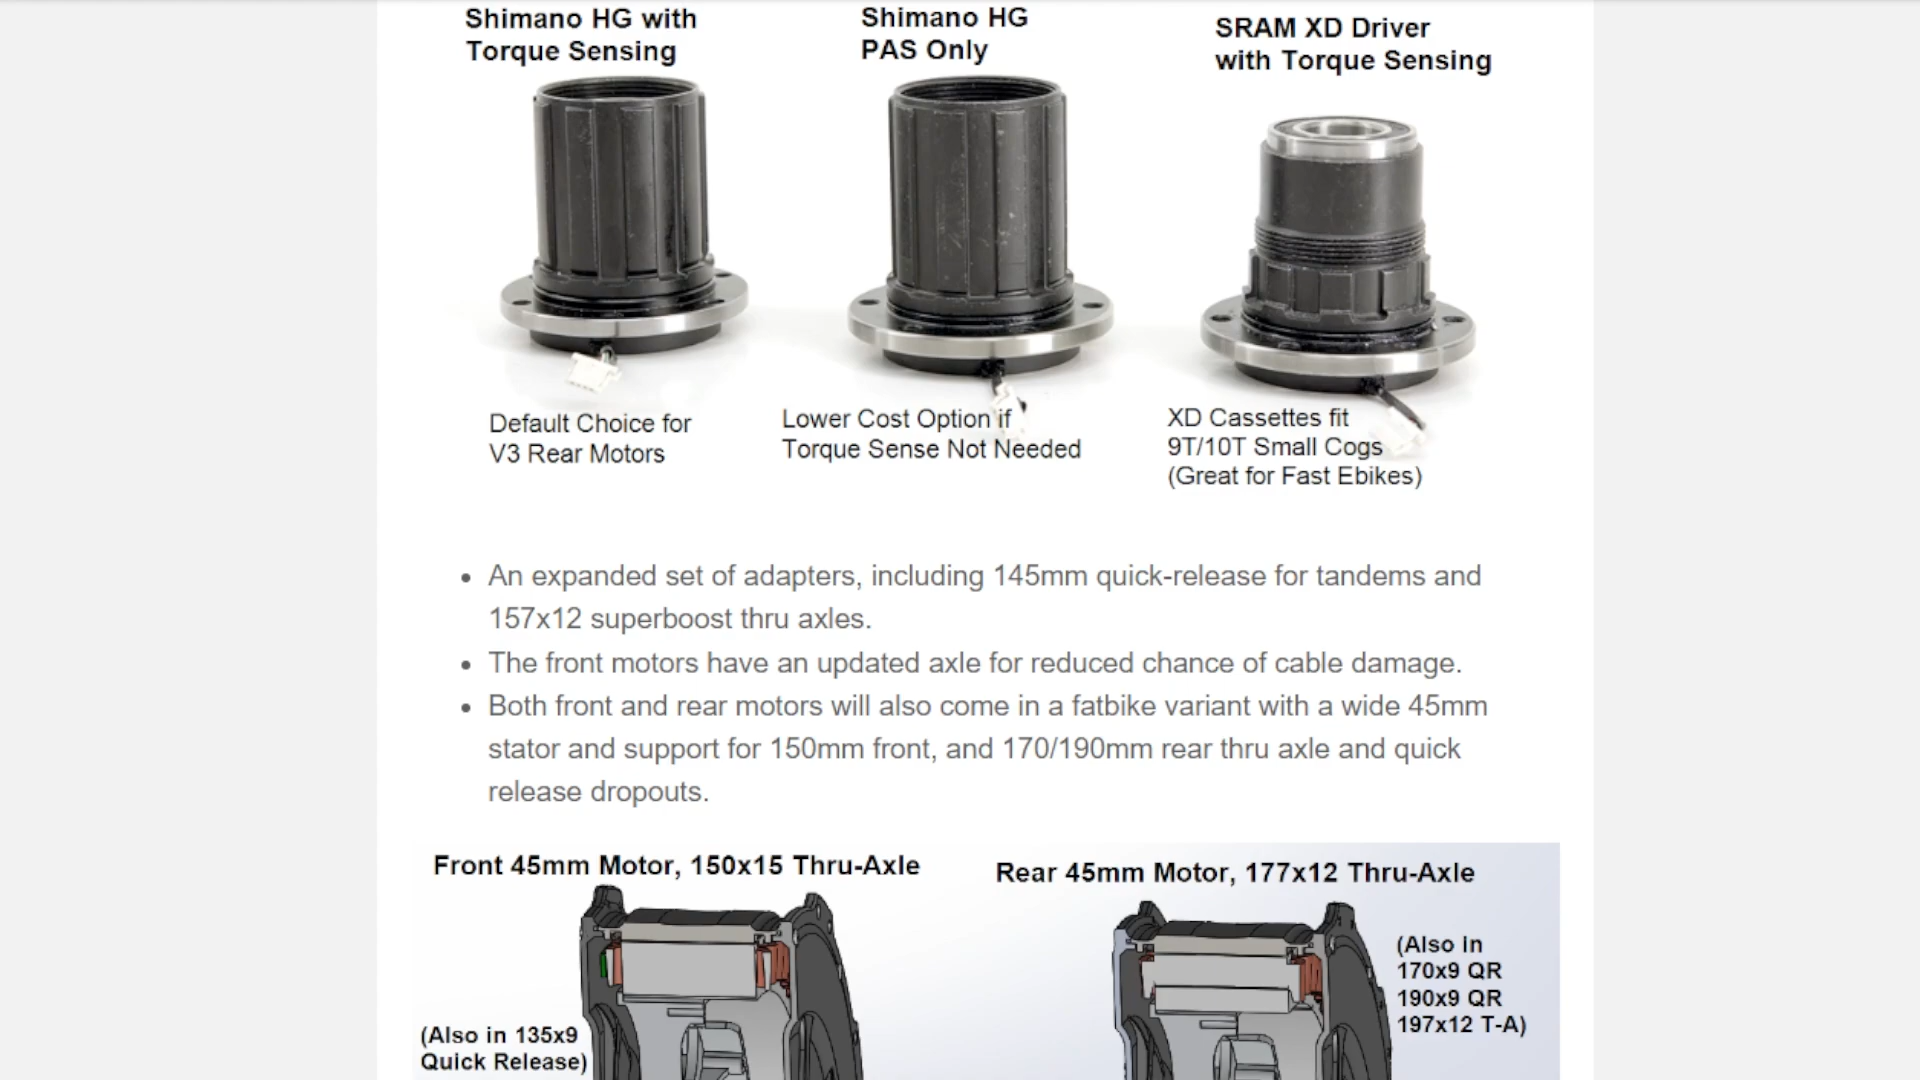 Shimano HG with
Torque Sensing
Shimano HG
PAS Only
SRAM XD Driver
with Torque Sensing
Default Choice for
V3 Rear Motors
Lower Cost Option if
Torque Sense Not Needed
XD Cassettes fit
9T/10T Small Cogs
(Great for Fast Ebikes)
• An expanded set of adapters, including 145mm quick-release for tandems and
157x12 superboost thru axles.
• The front motors have an updated axle for reduced chance of cable damage.
• Both front and rear motors will also come in a fatbike variant with a wide 45mm
stator and support for 150mm front, and 170/190mm rear thru axle and quick
release dropouts.
Front 45mm Motor, 150x15 Thru-Axle
(Also in 135x9
Quick Release)
Rear 45mm Motor, 177x12 Thru-Axle
(Also in
170x9 QR
190x9 QR
197x12 T-A)